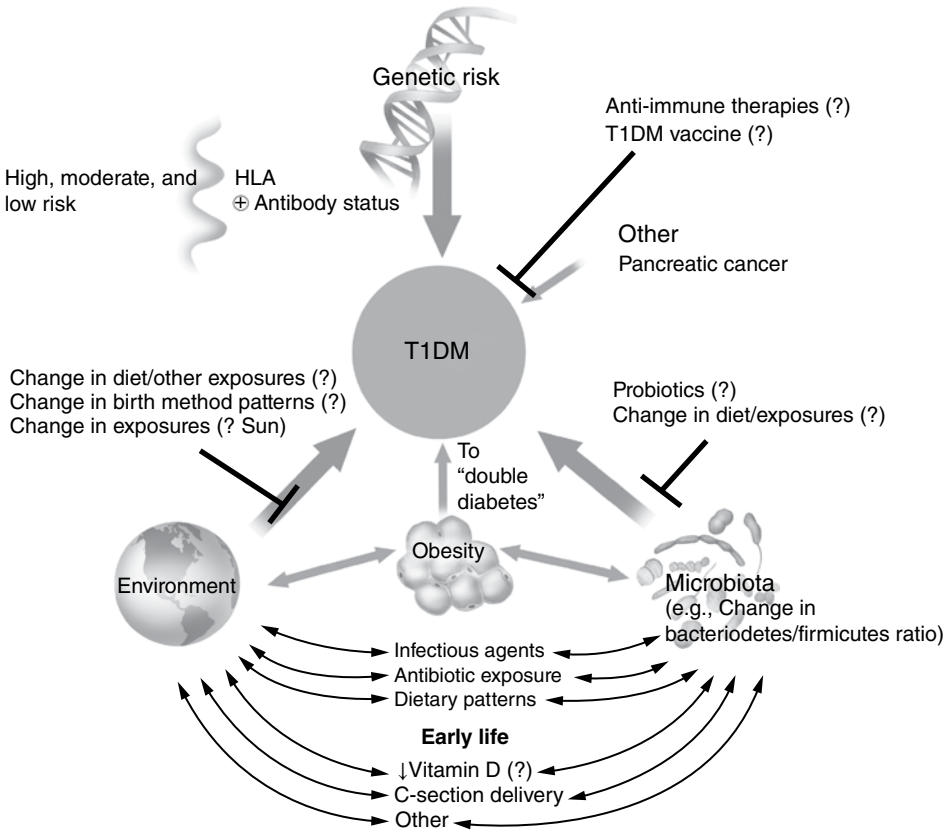 Genetic risk
Anti-immune therapies (?)
T1DM vaccine (?)
High, moderate, and
low risk
HLA
⊕ Antibody status
Other
Pancreatic cancer
T1DM
Change in diet/other exposures (?)
Change in birth method patterns (?)
Change in exposures (? Sun)
Probiotics (?)
Change in diet/exposures (?)
To
“double
diabetes”
Obesity
Environment
Microbiota
(e.g., Change in
bacteriodetes/firmicutes ratio)
Infectious agents
Antibiotic exposure
Dietary patterns
Early life
↓Vitamin D (?)
C-section delivery
Other